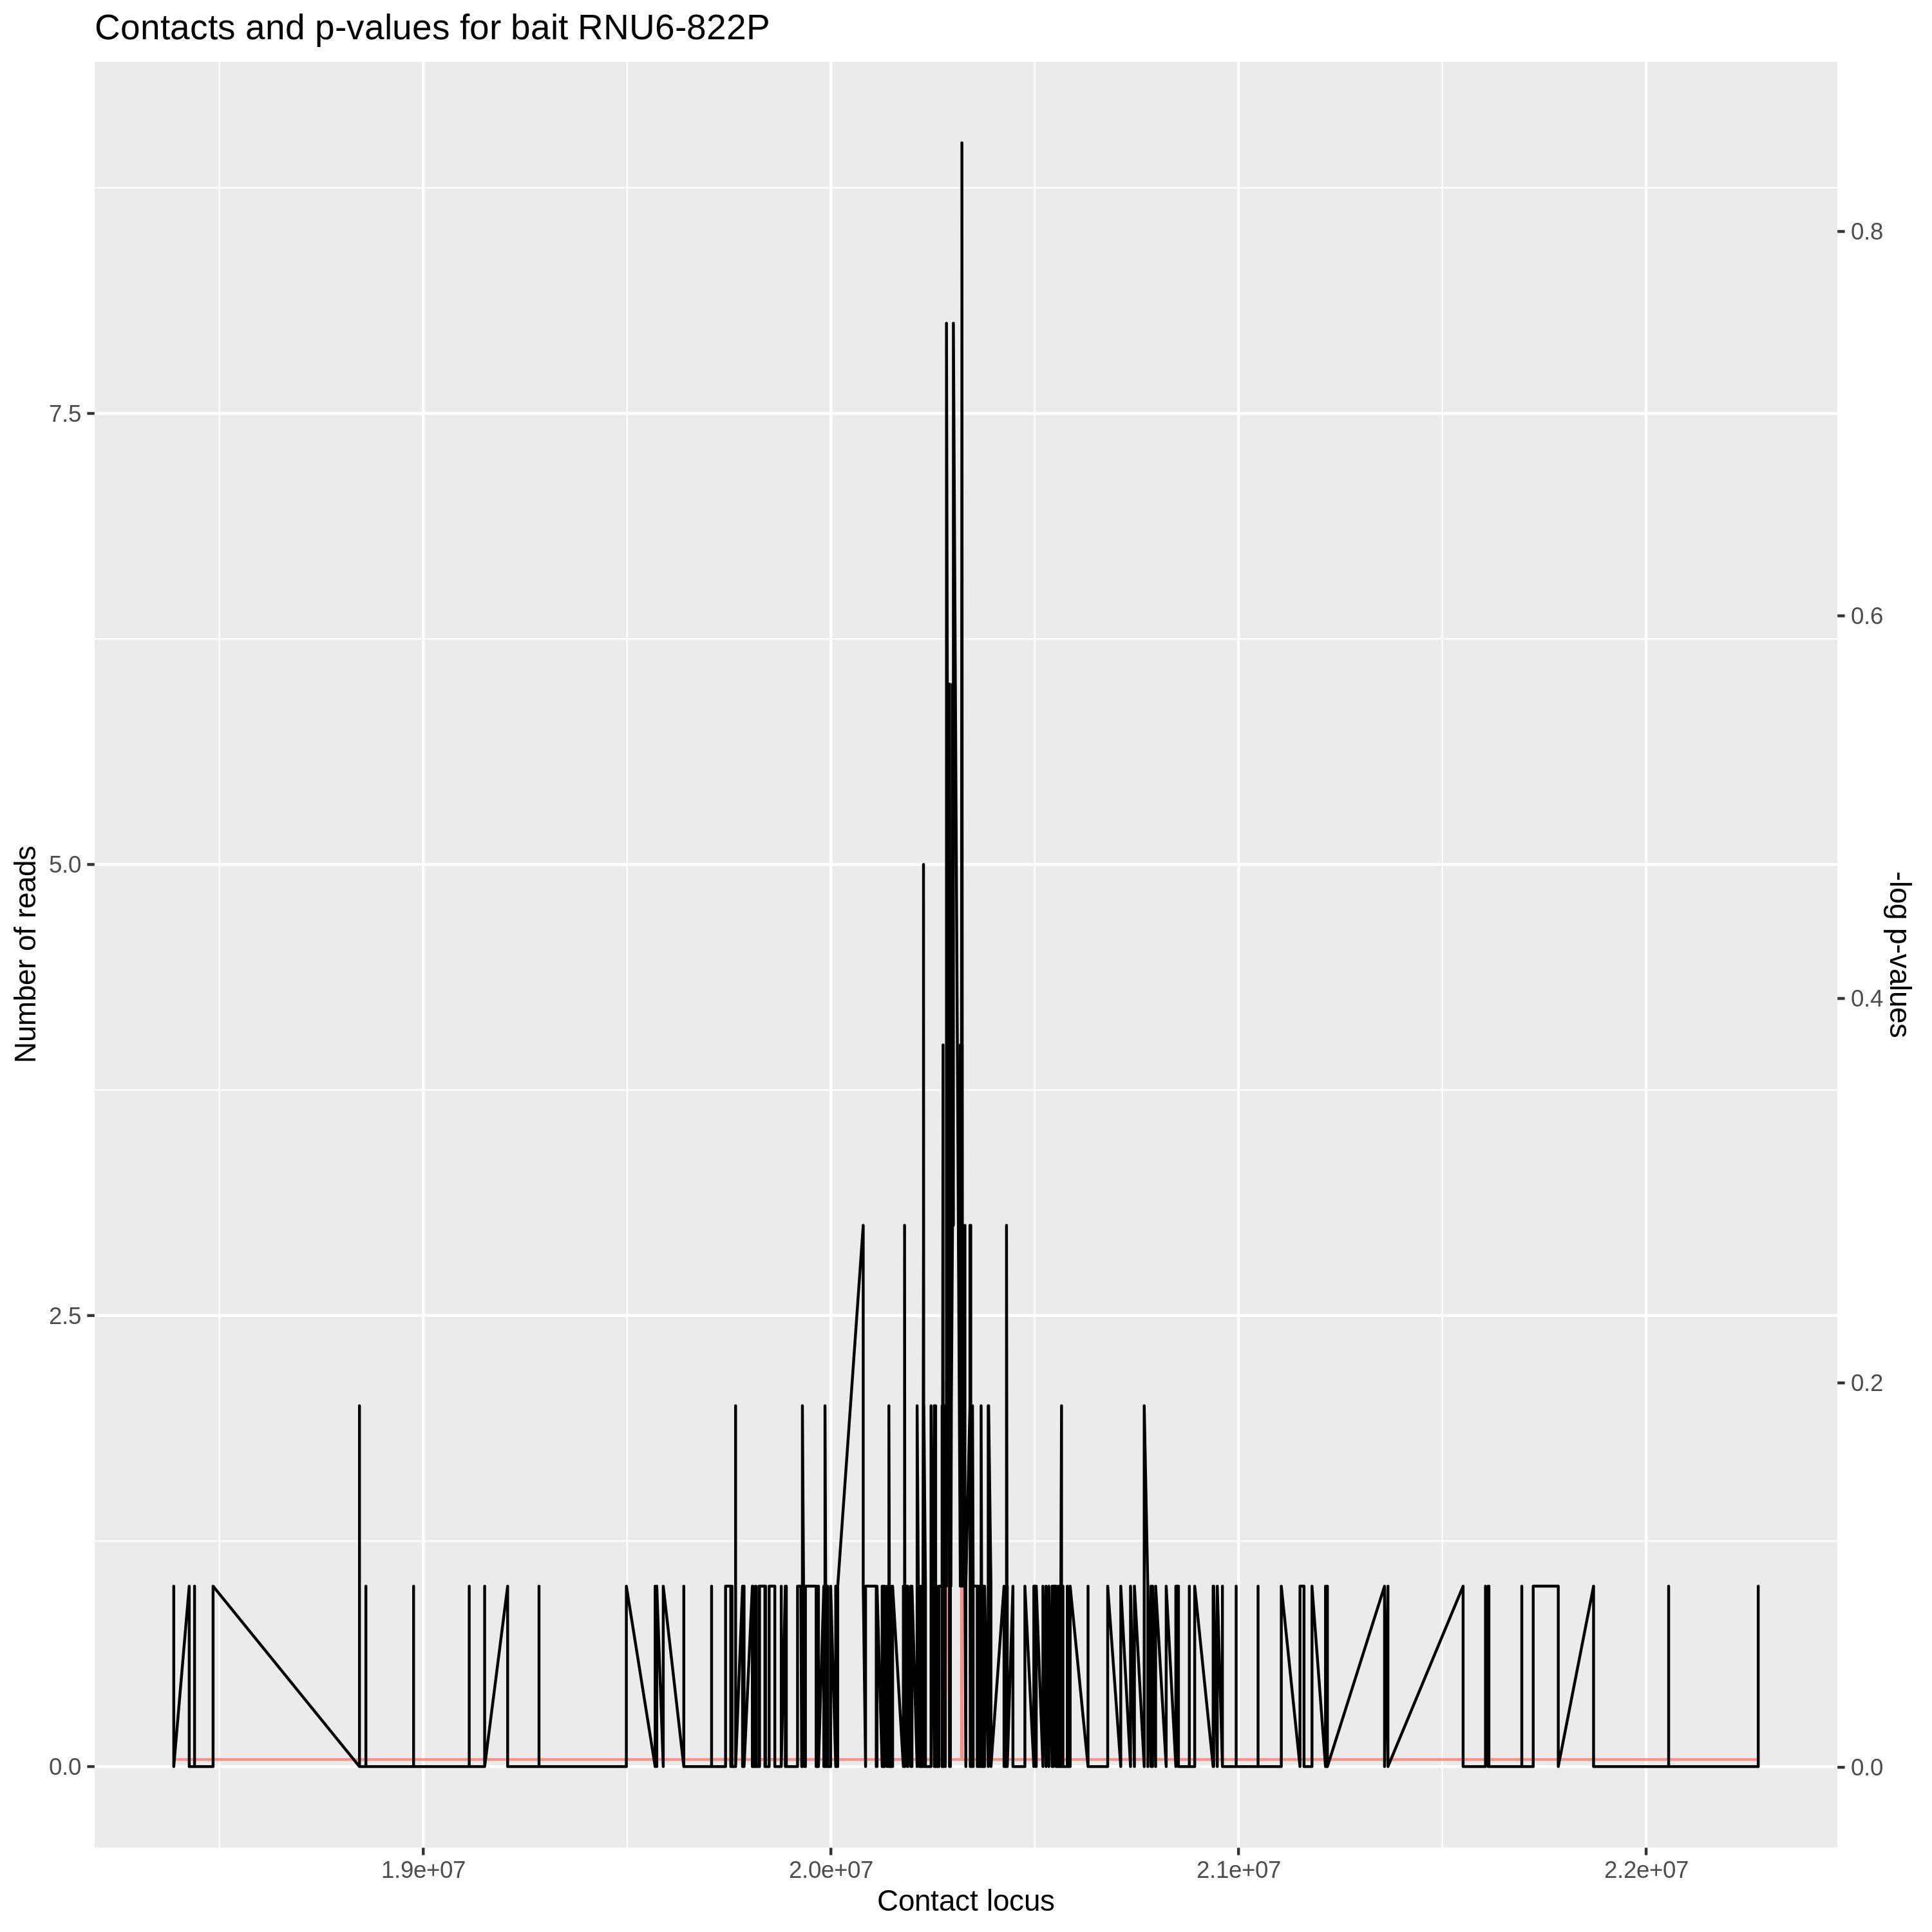 Contacts and p-values for bait RNU6-822P
Number of reads
7.5
5.0
2.5
0.0
0.8
0.6
0.4
0.2
0.0
-log p-values
1.9e+07
2.0e+07
2.1e+07
2.2e+07
Contact locus